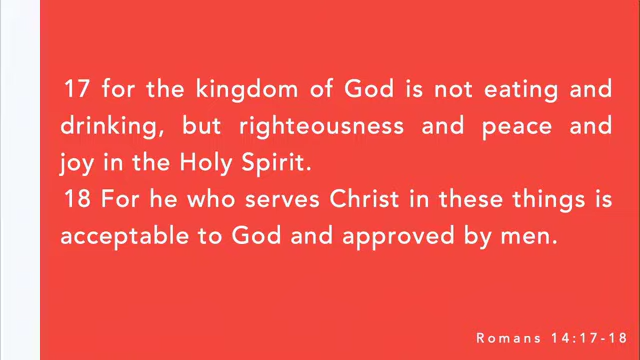 17 for the kingdom of God is not eating and
drinking, but righteousness and peace and
joy in the Holy Spirit.
18 For he who serves Christ in these things is
acceptable to God and approved by men.
Romans 14:17-18